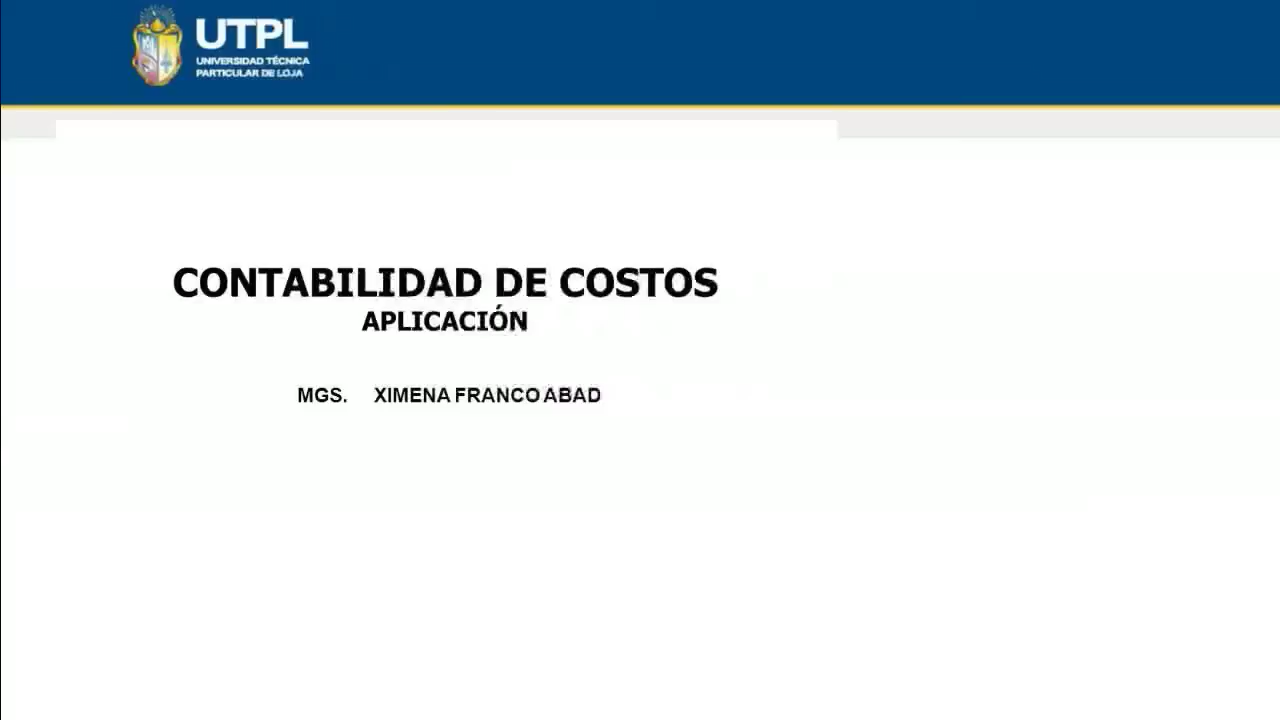 UTPL
UNIVERSIDAD TÉCNICA
PARTICULAR DE LOJA
CONTABILIDAD DE COSTOS
APLICACIÓN
MGS. XIMENA FRANCO ABAD